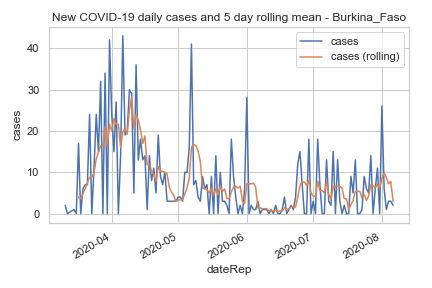 New COVID-19 daily cases and 5 day rolling mean - Burkina_Faso
cases
cases (rolling)
40
30
20
10
0
cases
2020-04
2020-05
2020-06
2020-07
2020-08
dateRep